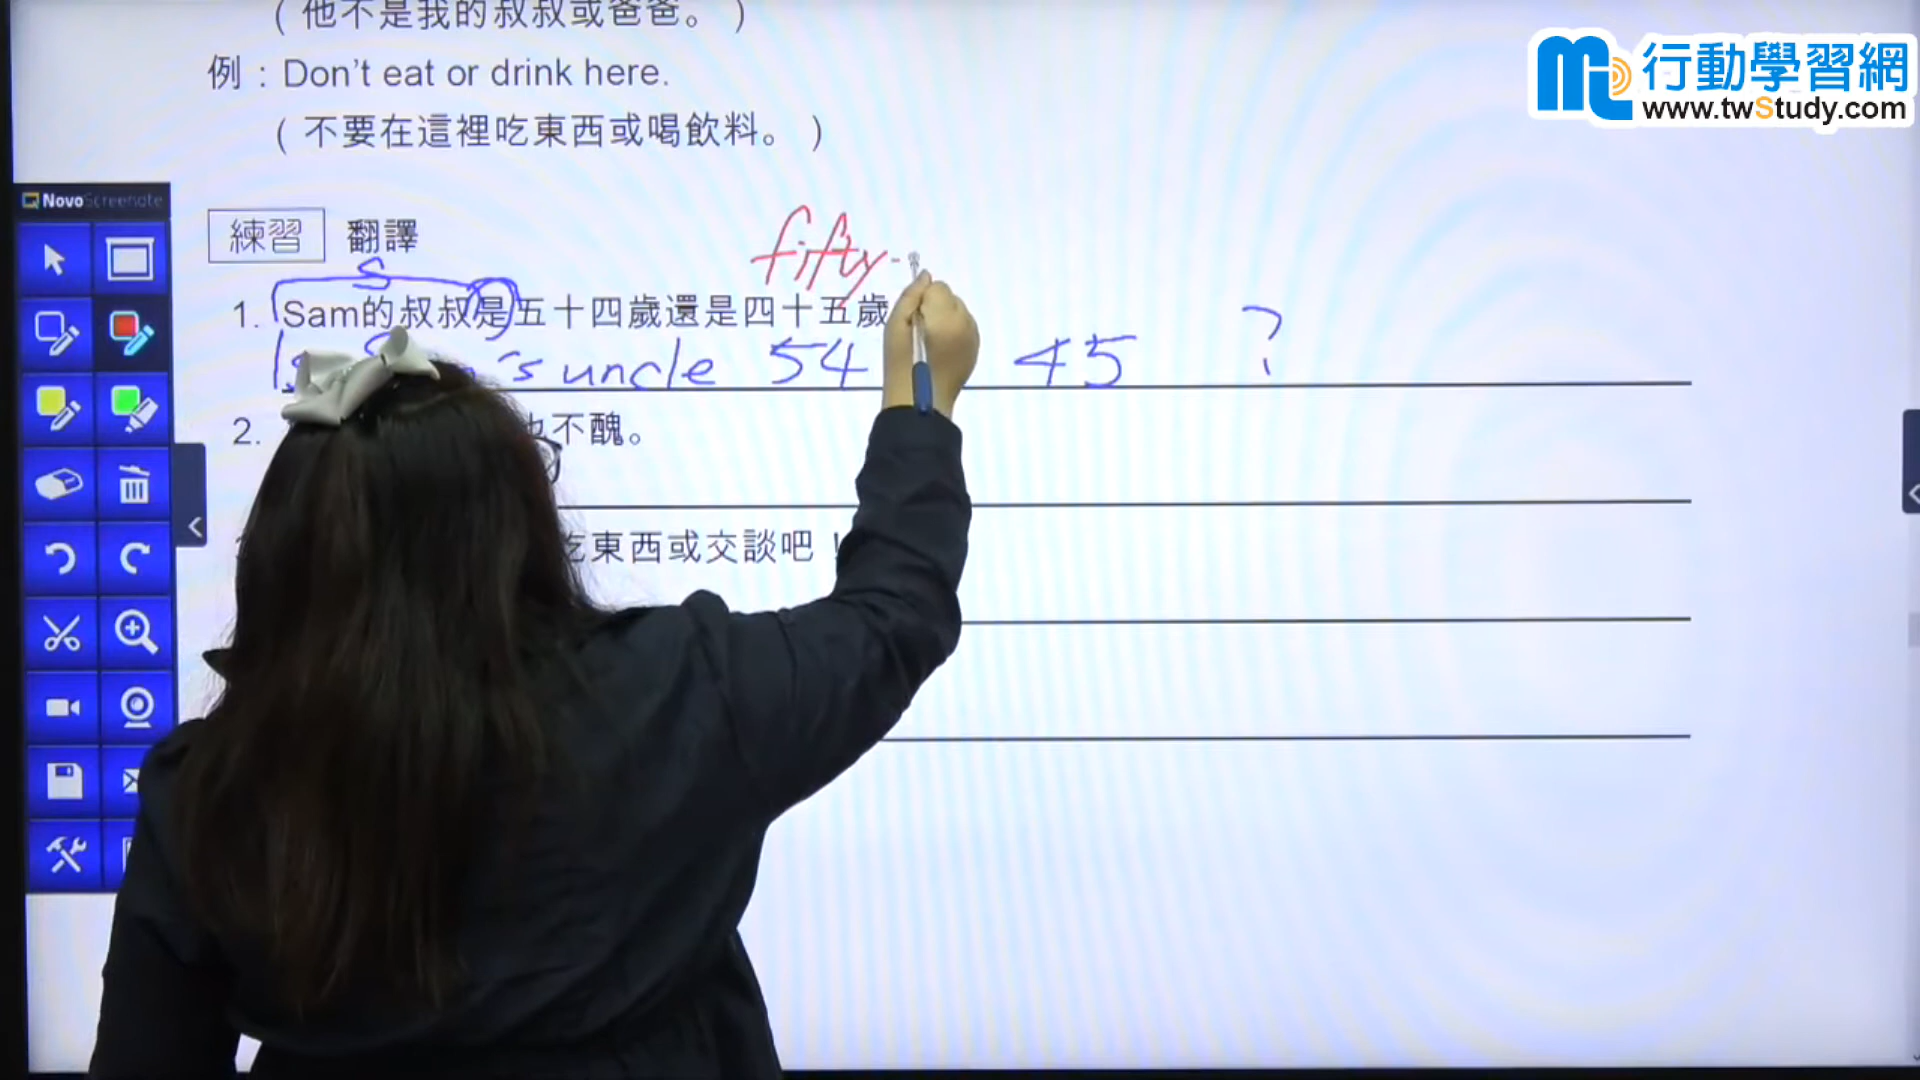 (他不是我的叔叔或爸爸。)
行動學習網
www.twStudy.com
例：Don't eat or drink here.
(不要在這裡吃東西或喝飲料。)
NovoScreenote
練習 翻譯
fifty-
S
1. Sam的叔叔是五十四歲還是四十五歲
's uncle 54 45 ?
2. 也不醜。
吃東西或交談吧！